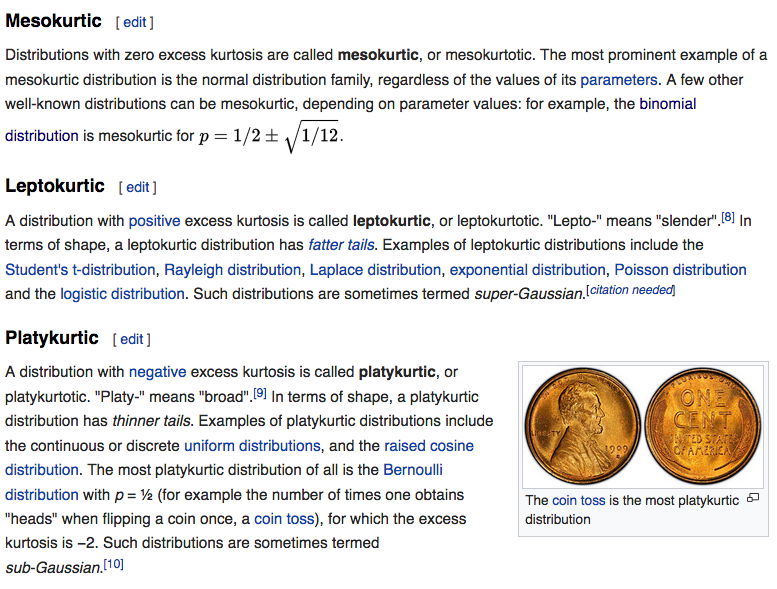 Mesokurtic [ edit ]
Distributions with zero excess kurtosis are called mesokurtic, or mesokurtotic. The most prominent example of a
mesokurtic distribution is the normal distribution family, regardless of the values of its parameters. A few other
well-known distributions can be mesokurtic, depending on parameter values: for example, the binomial
distribution is mesokurtic for p = 1/2 ± √1/12.
Leptokurtic [ edit ]
A distribution with positive excess kurtosis is called leptokurtic, or leptokurtotic. "Lepto-" means "slender".[8] In
terms of shape, a leptokurtic distribution has fatter tails. Examples of leptokurtic distributions include the
Student's t-distribution, Rayleigh distribution, Laplace distribution, exponential distribution, Poisson distribution
and the logistic distribution. Such distributions are sometimes termed super-Gaussian.[citation needed]
Platykurtic [ edit ]
A distribution with negative excess kurtosis is called platykurtic, or
platykurtotic. "Platy-" means "broad".[9] In terms of shape, a platykurtic
distribution has thinner tails. Examples of platykurtic distributions include
the continuous or discrete uniform distributions, and the raised cosine
distribution. The most platykurtic distribution of all is the Bernoulli
distribution with p = ½ (for example the number of times one obtains
"heads" when flipping a coin once, a coin toss), for which the excess
kurtosis is −2. Such distributions are sometimes termed
sub-Gaussian.[10]
LIBERTY
1909
ONE
CENT
UNITED STATES
OF AMERICA
The coin toss is the most platykurtic
distribution